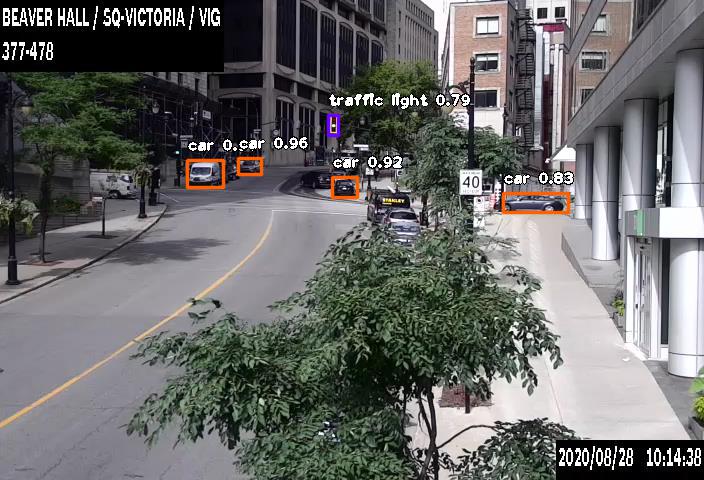 BEAVER HALL / SQ-VICTORIA / VIG
377-478
traffic light 0.79
car 0.
car 0.96
car 0.92
car 0.83
40
STANLEY
2020/08/28 10:14:38